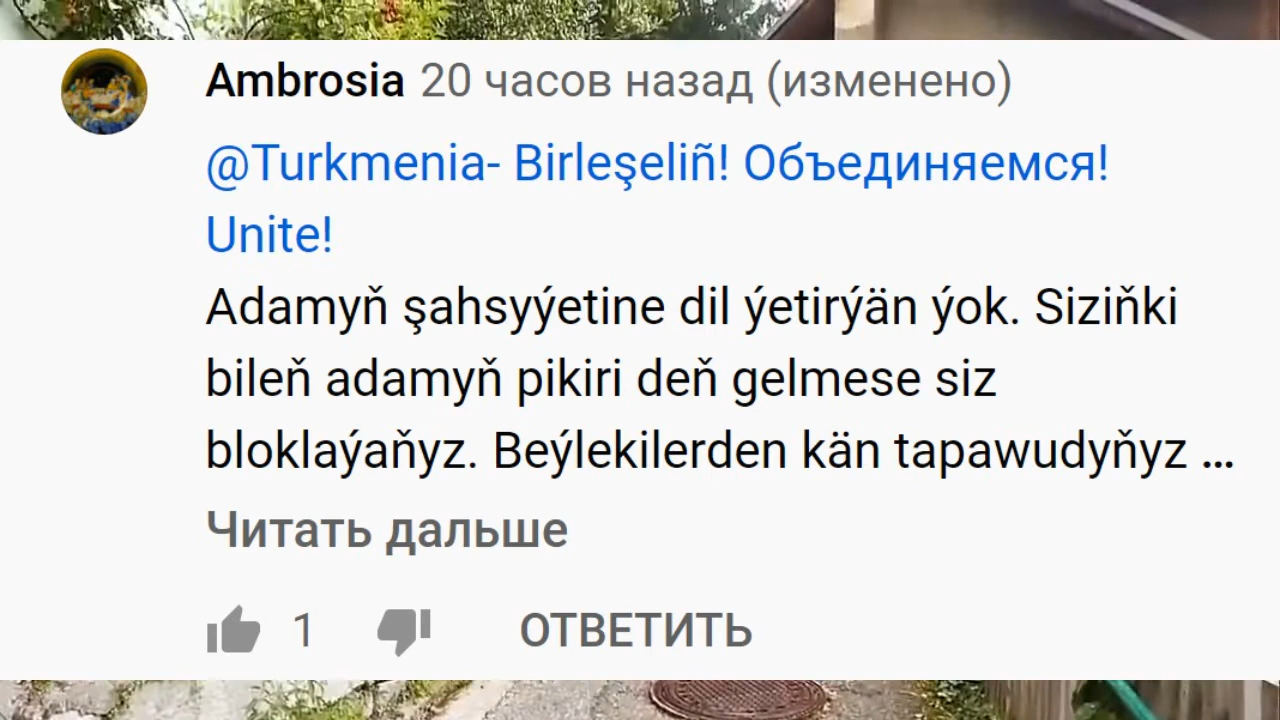 Ambrosia 20 часов назад (изменено)
@Turkmenia- Birleşeliñ! Объединяемся!
Unite!
Adamyň şahsyýetine dil ýetirýän ýok. Siziňki
bileň adamyň pikiri deň gelmese siz
bloklaýaňyz. Beýlekilerden kän tapawudyňyz ...
Читать дальше
1 ОТВЕТИТЬ